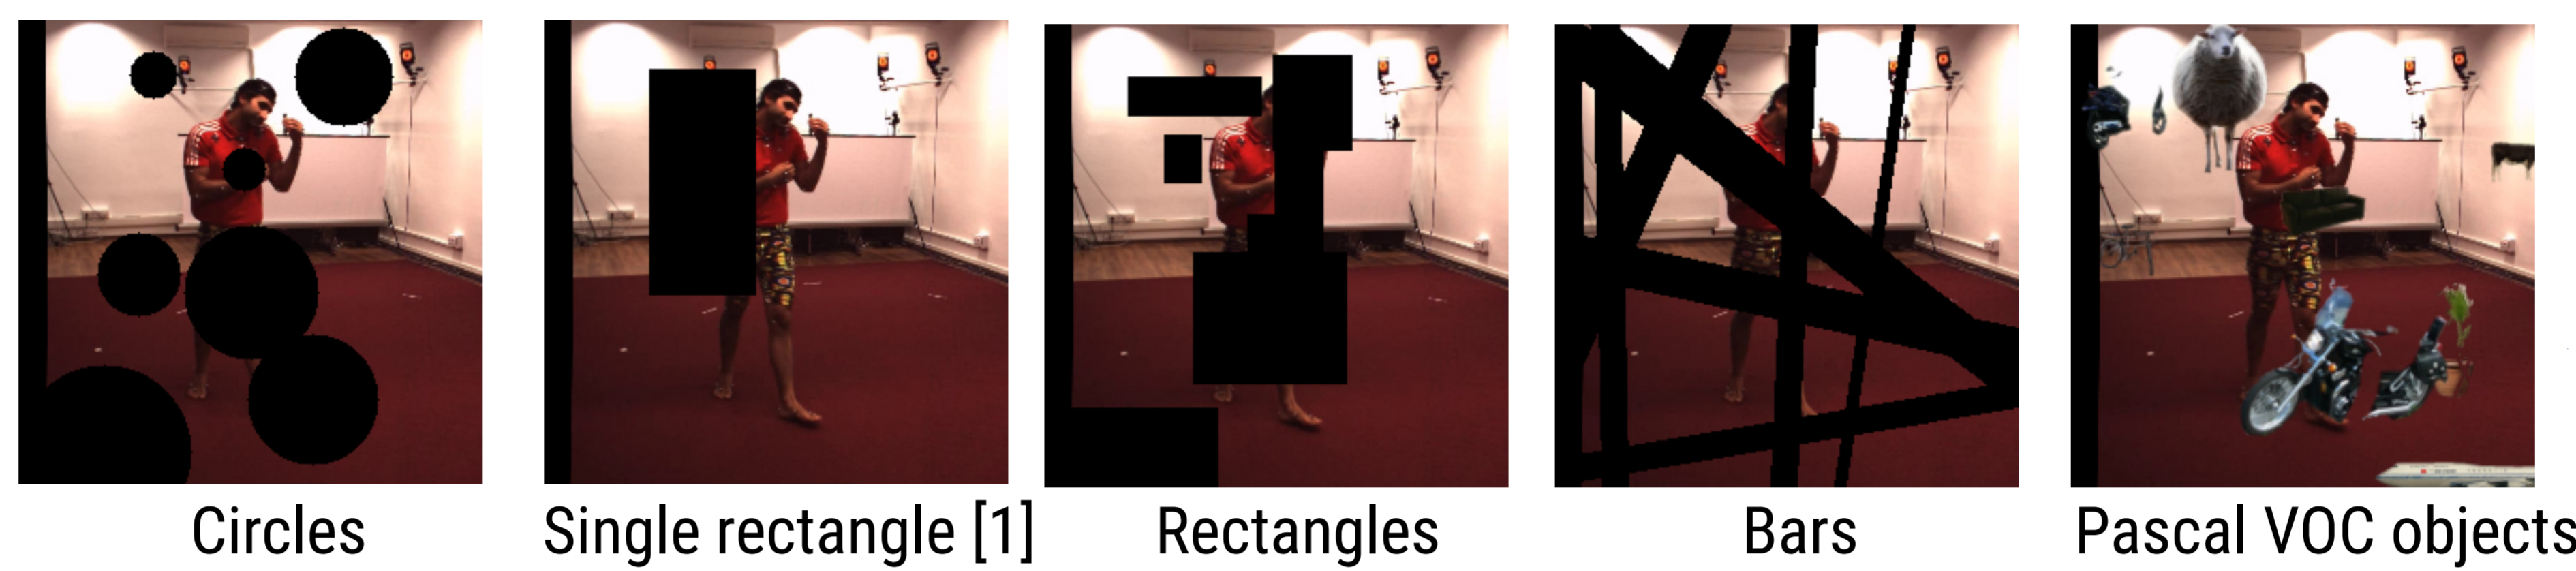 Circles
Single rectangle [1]
Rectangles
Bars
Pascal VOC objects